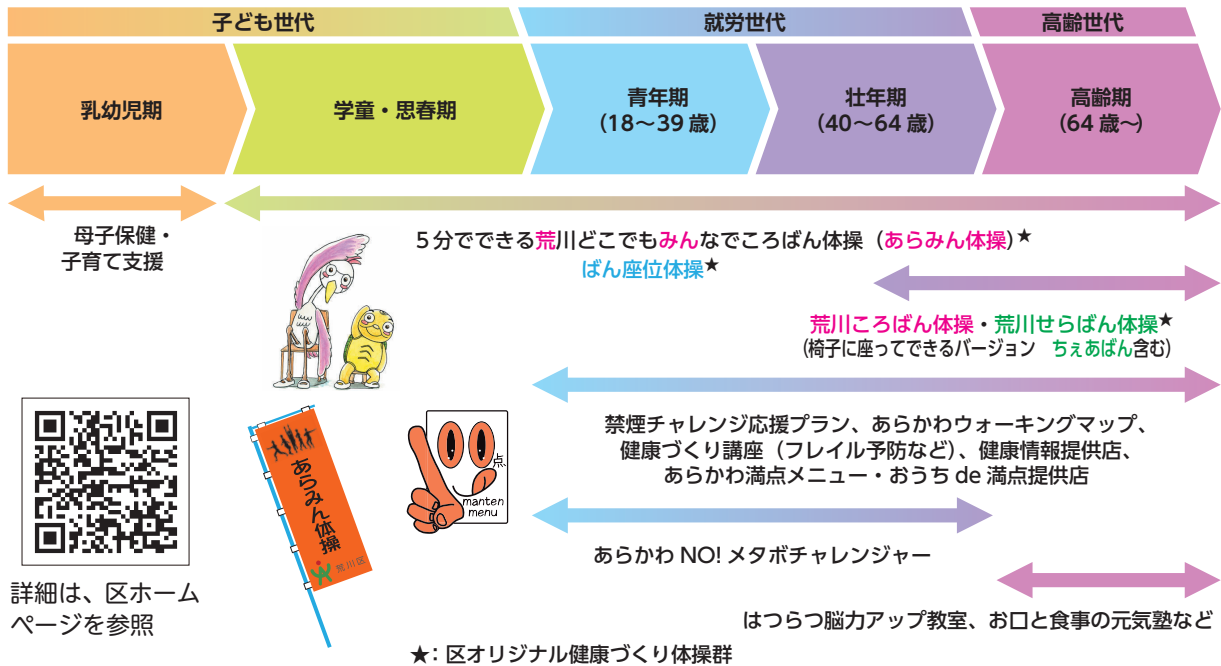 子ども世代
就労世代
高齢世代
乳幼児期
学童・思春期
青年期
（18～39 歳）
壮年期
（40～64 歳）
高齢期
（64 歳～）
母子保健・
子育て支援
5分でできる荒川どこでもみんなでころばん体操（あらみん体操）★
ばん座位体操★
荒川ころばん体操・荒川せらばん体操★
（椅子に座ってできるバージョン　ちぇあばん含む）
禁煙チャレンジ応援プラン、あらかわウォーキングマップ、
健康づくり講座（フレイル予防など）、健康情報提供店、
あらかわ満点メニュー・おうち de 満点提供店
点
manten
menu
あらみん体操
荒川区
あらかわ NO! メタボチャレンジャー
詳細は、区ホーム
ページを参照
はつらつ脳力アップ教室、お口と食事の元気塾など
★：区オリジナル健康づくり体操群